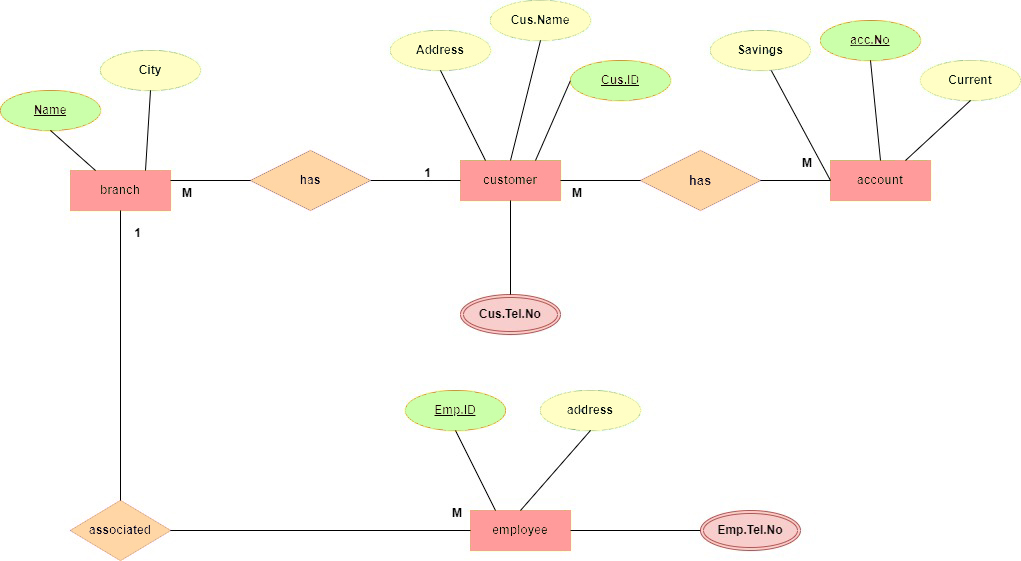 Cus.Name
Address
Savings
acc.No
City
Cus.ID
Current
Name
branch
M
has
1
customer
M
has
M
account
1
Cus.Tel.No
Emp.ID
address
associated
M
employee
Emp.Tel.No